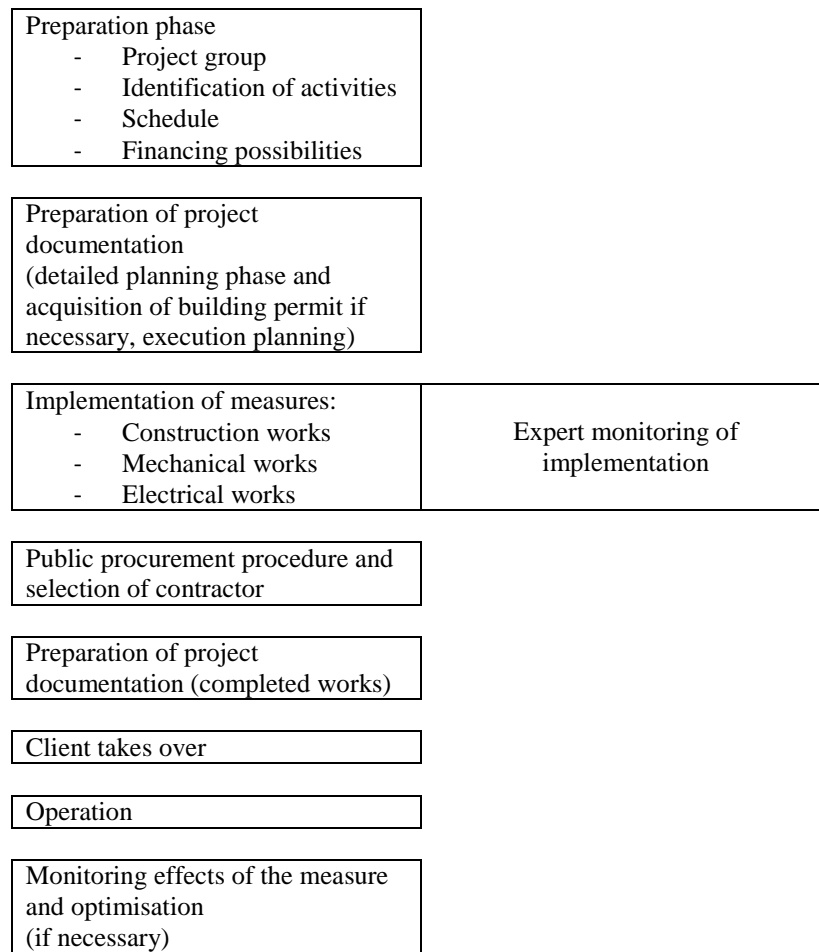 Preparation phase
- Project group
- Identification of activities
- Schedule
- Financing possibilities
Preparation of project
documentation
(detailed planning phase and
acquisition of building permit if
necessary, execution planning)
Implementation of measures:
- Construction works
- Mechanical works
- Electrical works
Expert monitoring of
implementation
Public procurement procedure and
selection of contractor
Preparation of project
documentation (completed works)
Client takes over
Operation
Monitoring effects of the measure
and optimisation
(if necessary)